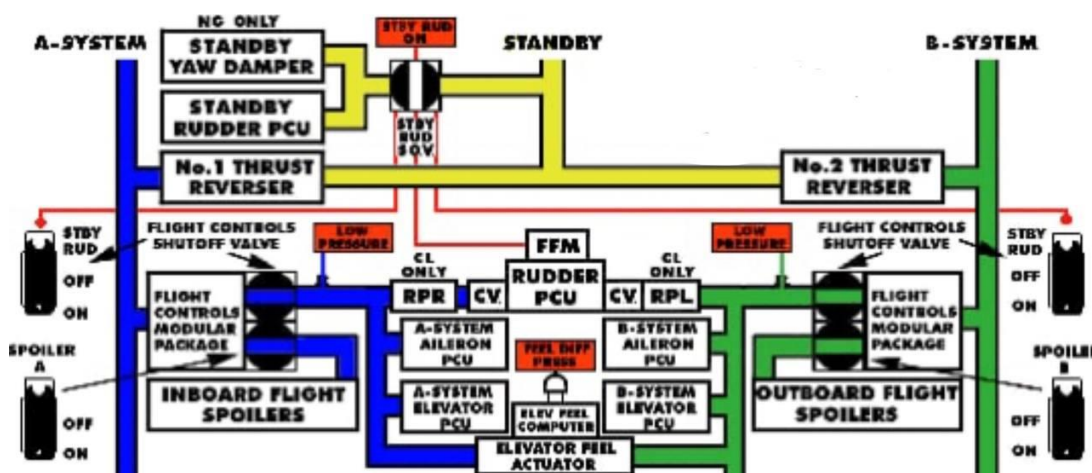 NG ONLY
A-SYSTEM
STANDBY
YAW DAMPER
STBY RUD
ON
STANDBY
B-SYSTEM
STANDBY
RUDDER PCU
STBY
RUD
S.O.V.
No.1 THRUST
REVERSER
No.2 THRUST
REVERSER
STBY
RUD
OFF
ON
FLIGHT CONTROLS
SHUTOFF VALVE
LOW
PRESSURE
FFM
LOW
PRESSURE
FLIGHT CONTROLS
SHUTOFF VALVE
STBY
RUD
OFF
ON
CL
ONLY
RPR
CV.
RUDDER
PCU
CV.
CL
ONLY
RPL
FLIGHT
CONTROLS
MODULAR
PACKAGE
FLIGHT
CONTROLS
MODULAR
PACKAGE
A-SYSTEM
AILERON
PCU
FEEL DIFF
PRESS
B-SYSTEM
AILERON
PCU
SPOILER
A
OFF
ON
INBOARD FLIGHT
SPOILERS
A-SYSTEM
ELEVATOR
PCU
ELEV FEEL
COMPUTER
B-SYSTEM
ELEVATOR
PCU
OUTBOARD FLIGHT
SPOILERS
SPOILER
B
OFF
ON
ELEVATOR FEEL
ACTUATOR